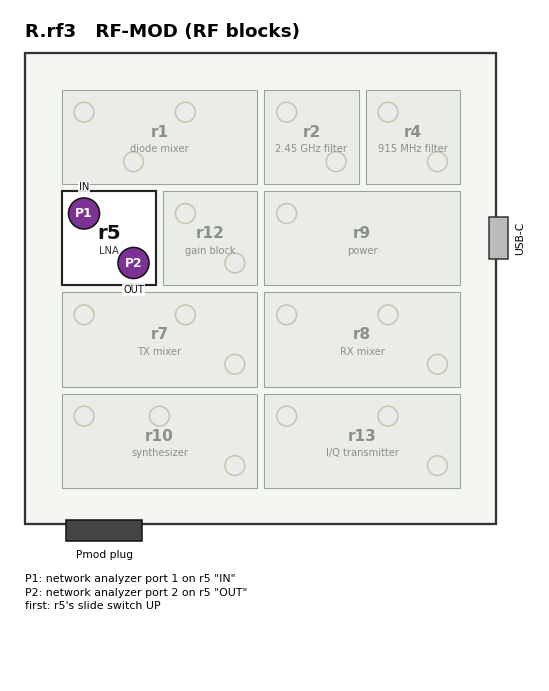 R.rf3 RF-MOD (RF blocks)
r1
diode mixer
r2
2.45 GHz filter
r4
915 MHz filter
IN
P1
r5
LNA
P2
OUT
r12
gain block
r9
power
USB-C
r7
TX mixer
r8
RX mixer
r10
synthesizer
r13
I/Q transmitter
Pmod plug
P1: network analyzer port 1 on r5 "IN"
P2: network analyzer port 2 on r5 "OUT"
first: r5's slide switch UP